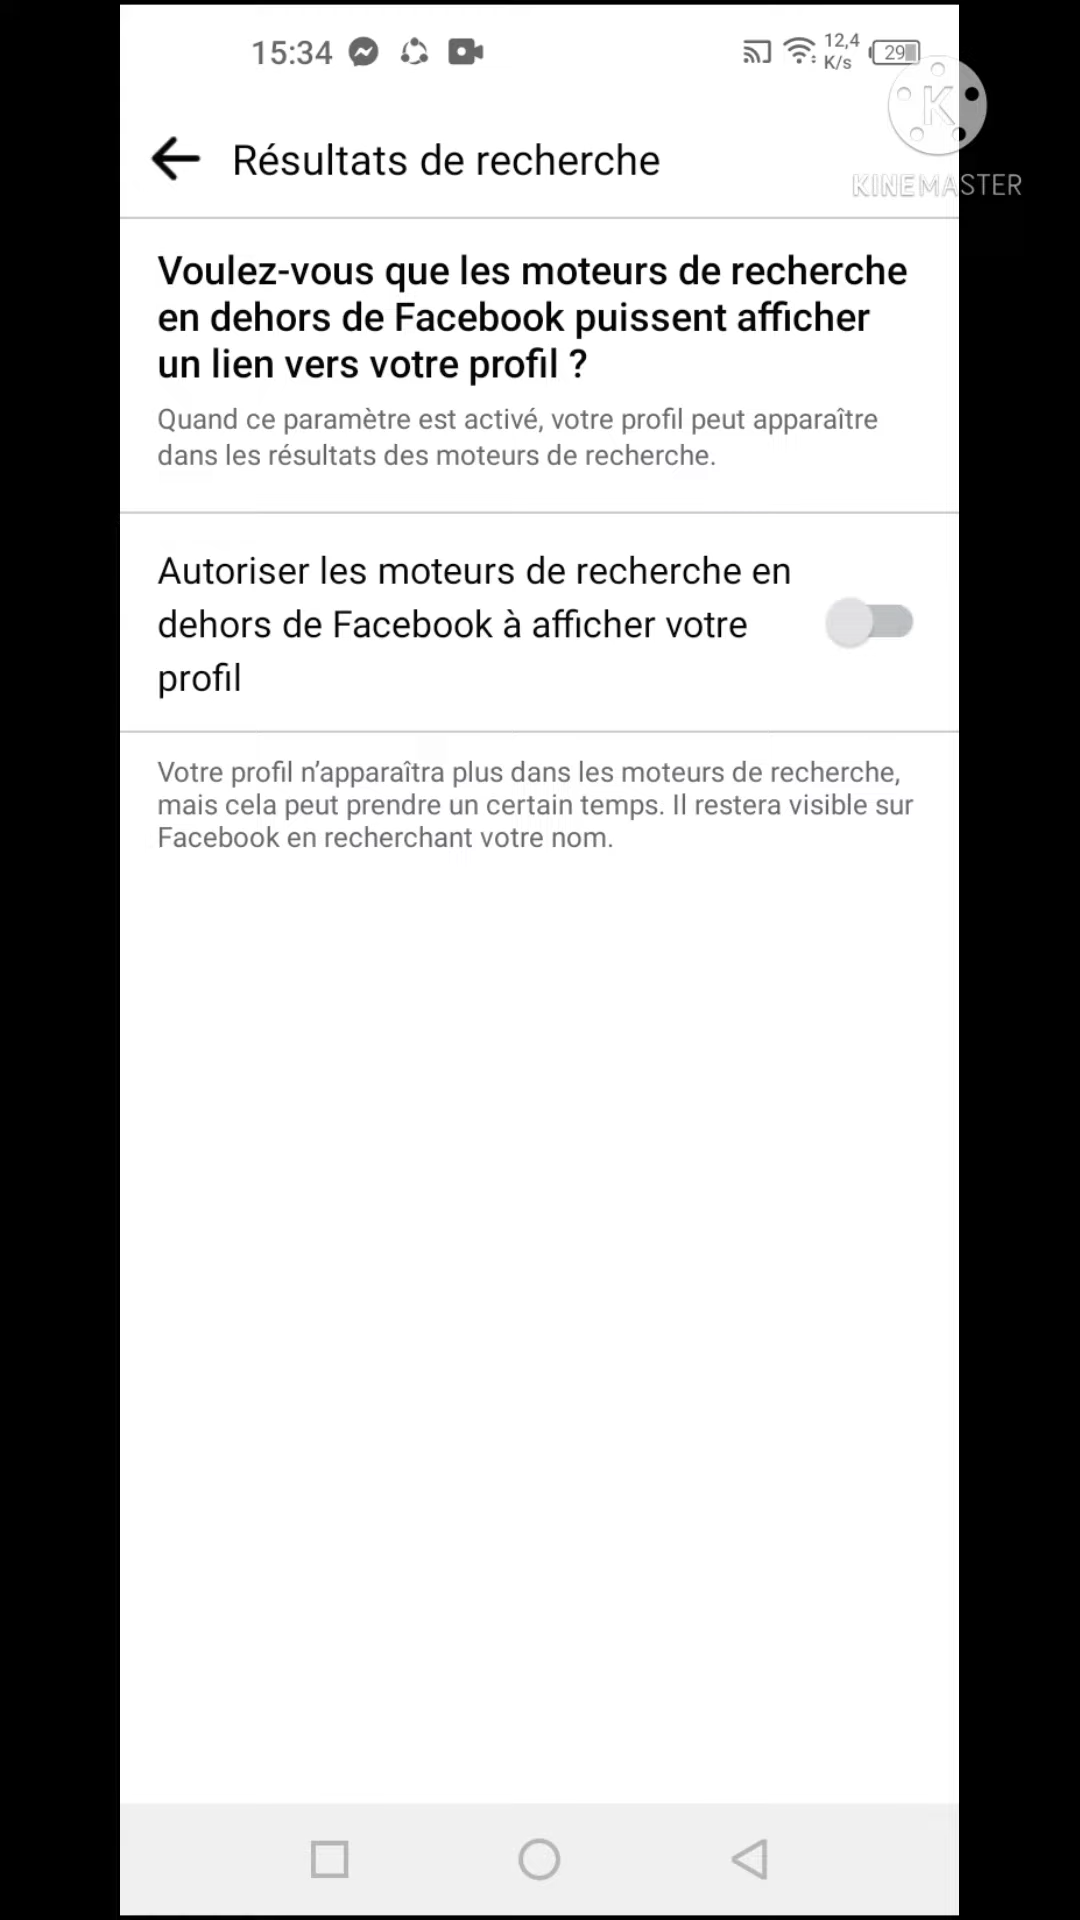 15:34
12,4
K/s
29
Résultats de recherche
KINEMASTER
Voulez-vous que les moteurs de recherche
en dehors de Facebook puissent afficher
un lien vers votre profil ?
Quand ce paramètre est activé, votre profil peut apparaître
dans les résultats des moteurs de recherche.
Autoriser les moteurs de recherche en
dehors de Facebook à afficher votre
profil
Votre profil n’apparaîtra plus dans les moteurs de recherche,
mais cela peut prendre un certain temps. Il restera visible sur
Facebook en recherchant votre nom.